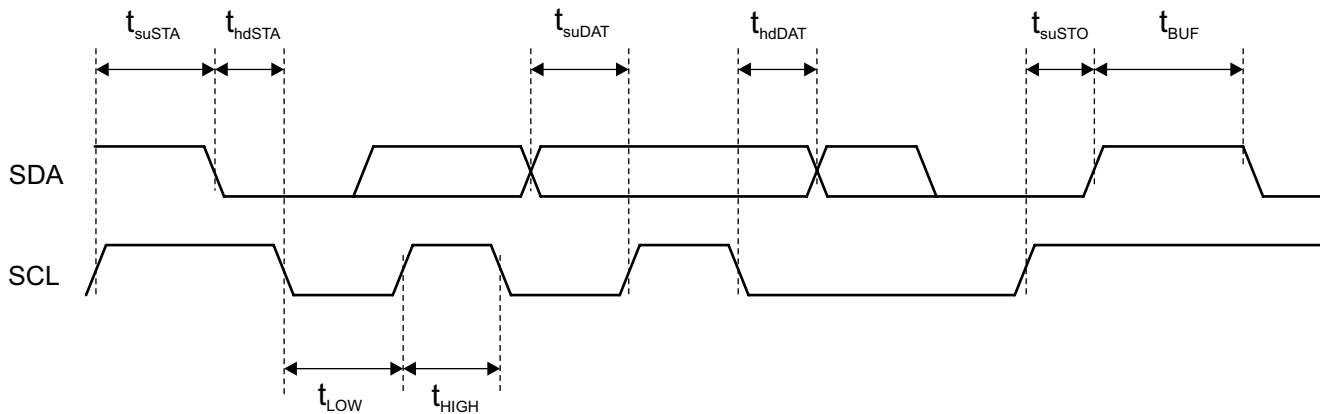 tsuSTA thdSTA tsuDAT thdDAT tsuSTO tBUF
SDA
SCL
tLOW tHIGH